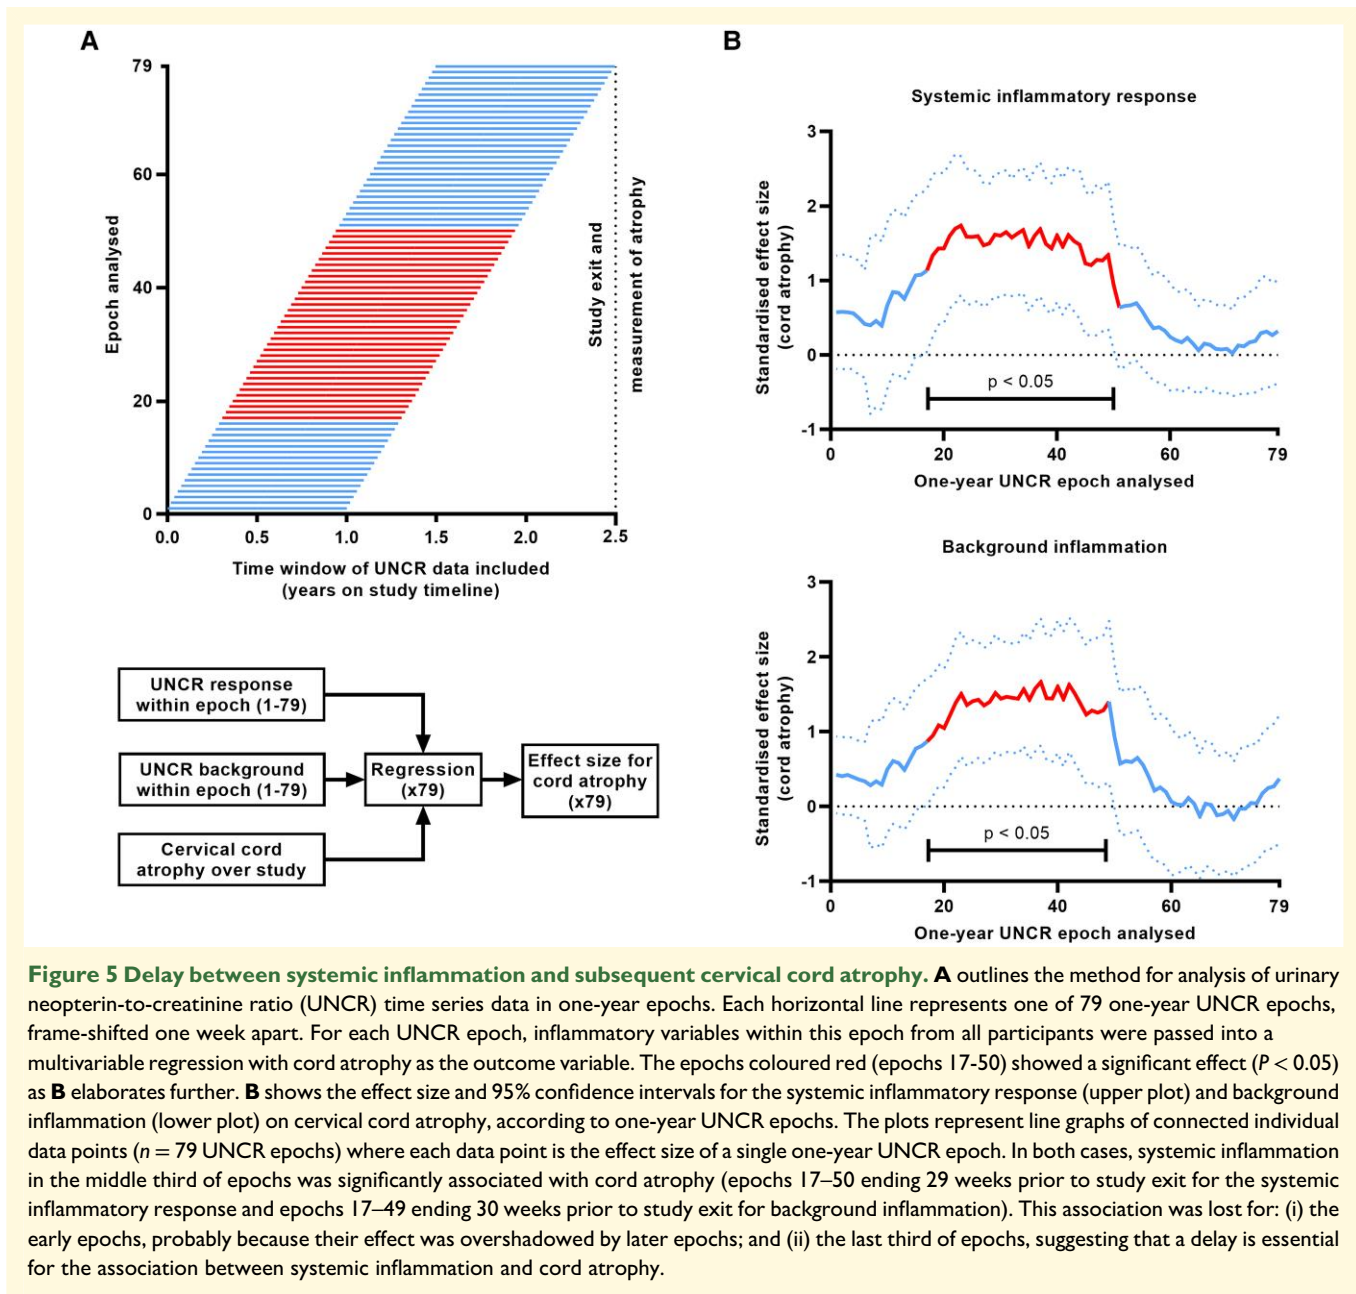 A
79
60
40
20
0
Epoch analysed
0.0
0.5
1.0
1.5
2.0
2.5
Time window of UNCR data included
(years on study timeline)
Study exit and
measurement of atrophy
UNCR response
within epoch (1-79)
UNCR background
within epoch (1-79)
Cervical cord
atrophy over study
Regression
(x79)
Effect size for
cord atrophy
(x79)
B
Systemic inflammatory response
3
2
1
0
-1
Standardised effect size
(cord atrophy)
p < 0.05
0
20
40
60
79
One-year UNCR epoch analysed
Background inflammation
3
2
1
0
-1
Standardised effect size
(cord atrophy)
p < 0.05
0
20
40
60
79
One-year UNCR epoch analysed
Figure 5 Delay between systemic inflammation and subsequent cervical cord atrophy. A outlines the method for analysis of urinary
neopterin-to-creatinine ratio (UNCR) time series data in one-year epochs. Each horizontal line represents one of 79 one-year UNCR epochs,
frame-shifted one week apart. For each UNCR epoch, inflammatory variables within this epoch from all participants were passed into a
multivariable regression with cord atrophy as the outcome variable. The epochs coloured red (epochs 17-50) showed a significant effect (P < 0.05)
as B elaborates further. B shows the effect size and 95% confidence intervals for the systemic inflammatory response (upper plot) and background
inflammation (lower plot) on cervical cord atrophy, according to one-year UNCR epochs. The plots represent line graphs of connected individual
data points (n = 79 UNCR epochs) where each data point is the effect size of a single one-year UNCR epoch. In both cases, systemic inflammation
in the middle third of epochs was significantly associated with cord atrophy (epochs 17–50 ending 29 weeks prior to study exit for the systemic
inflammatory response and epochs 17–49 ending 30 weeks prior to study exit for background inflammation). This association was lost for: (i) the
early epochs, probably because their effect was overshadowed by later epochs; and (ii) the last third of epochs, suggesting that a delay is essential
for the association between systemic inflammation and cord atrophy.